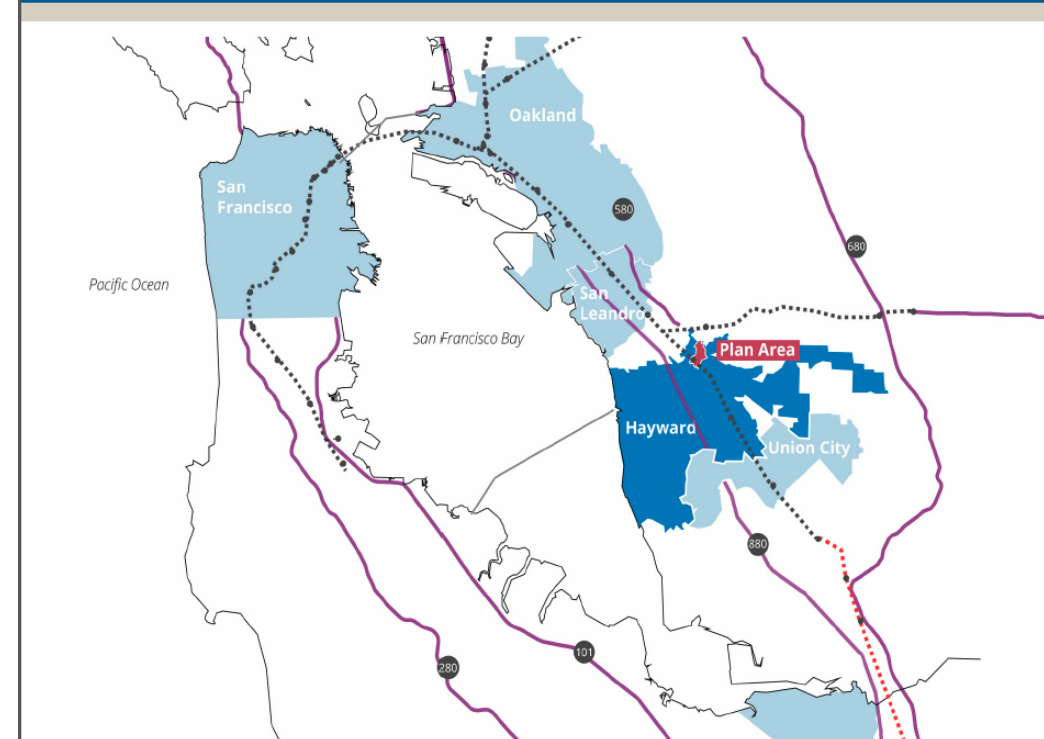 Oakland
San
Francisco
580
680
Pacific Ocean
San
Leandro
San Francisco Bay
Plan Area
Hayward
Union City
880
101
280